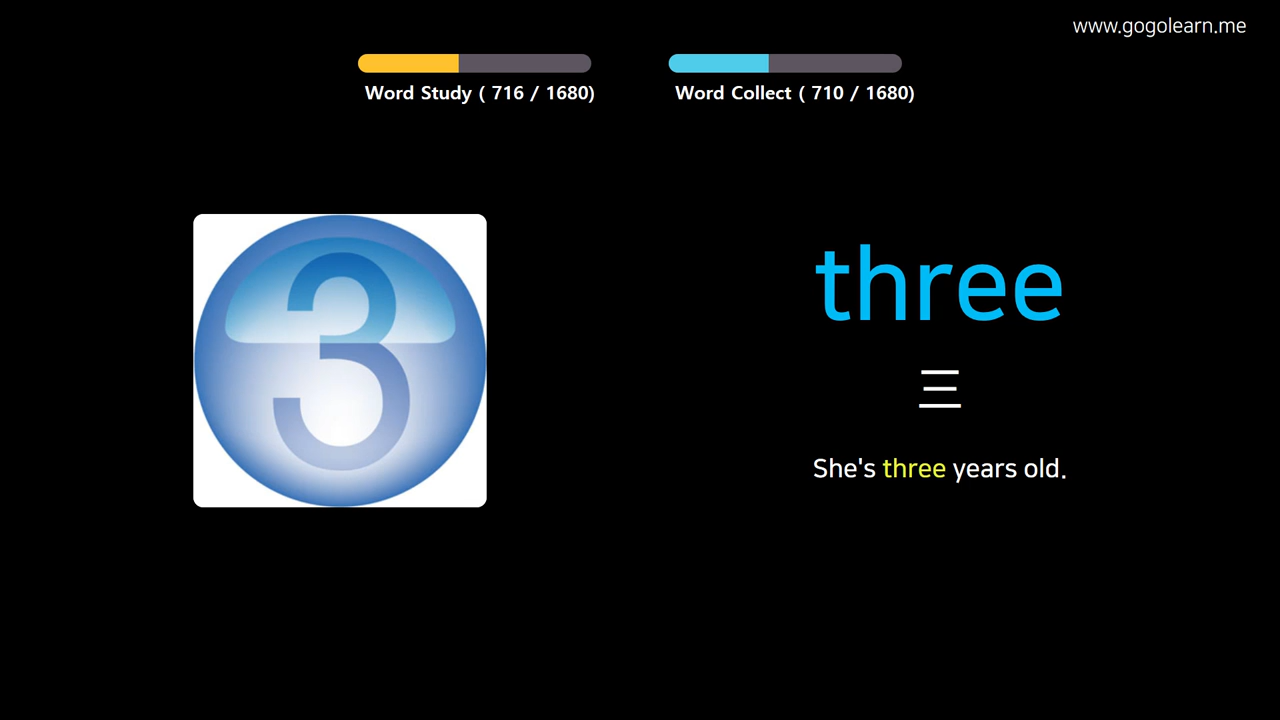 www.gogolearn.me
Word Study ( 716 / 1680)
Word Collect ( 710 / 1680)
3
three
三
She's three years old.